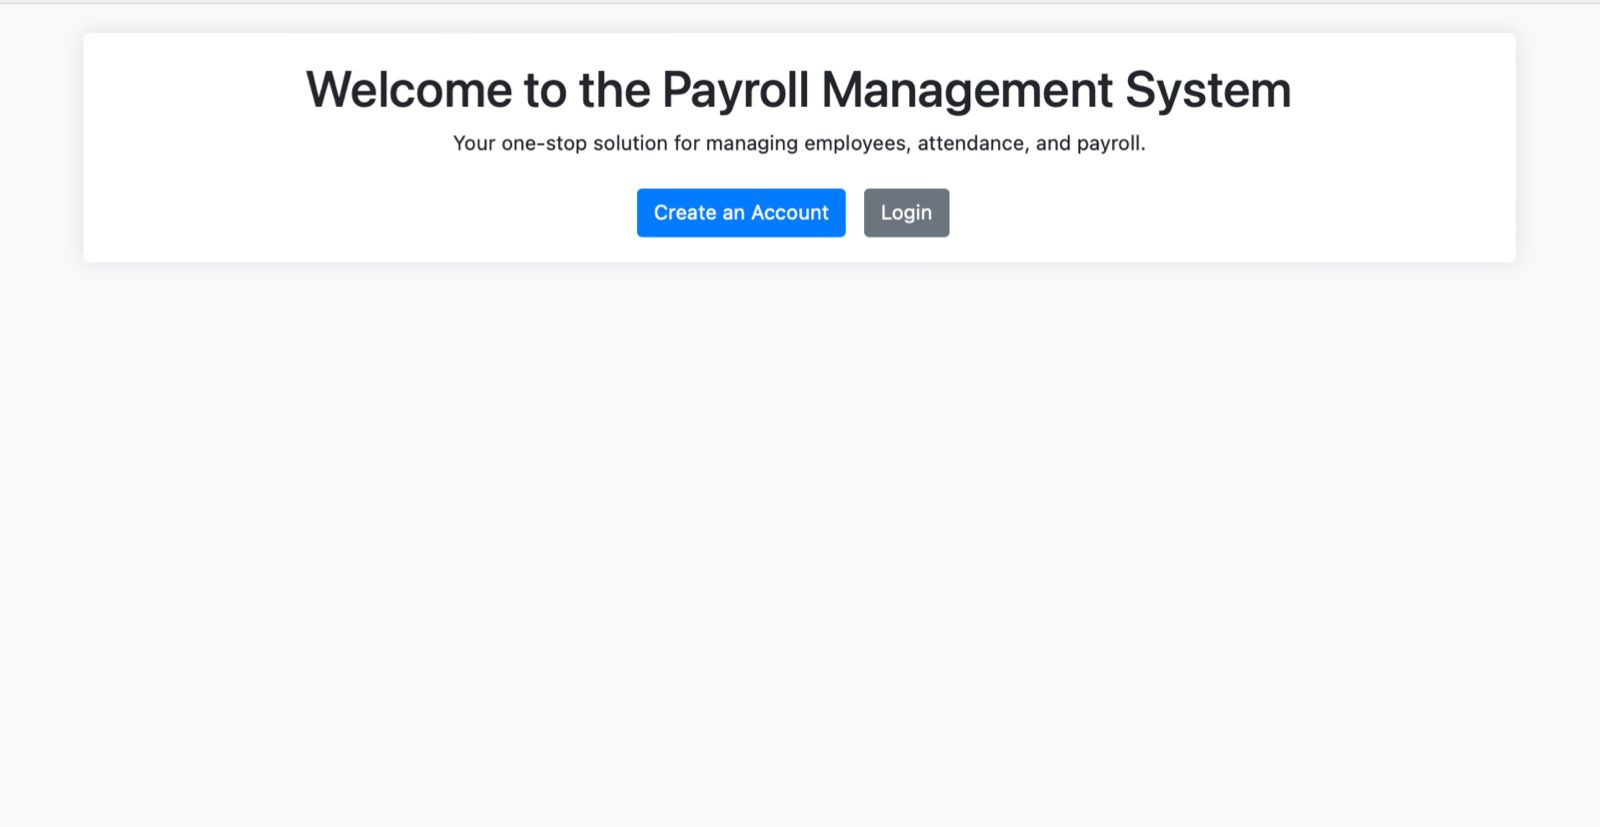 Welcome to the Payroll Management System
Your one-stop solution for managing employees, attendance, and payroll.
Create an Account Login